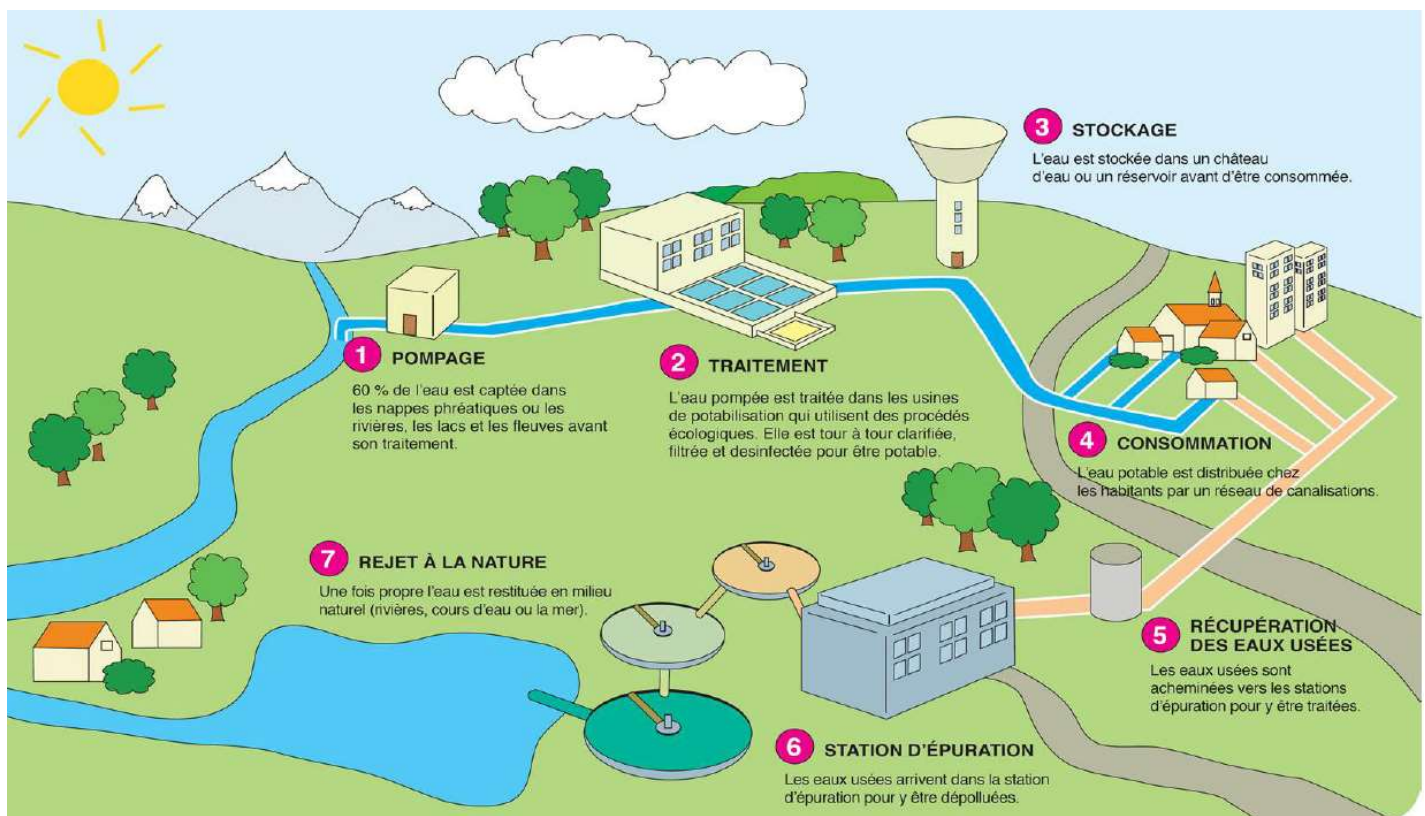 1 POMPAGE
60 % de l'eau est captée dans
les nappes phréatiques ou les
rivières, les lacs et les fleuves avant
son traitement.
2 TRAITEMENT
L'eau pompée est traitée dans les usines
de potabilisation qui utilisent des procédés
écologiques. Elle est tour à tour clarifiée,
filtrée et desinfectée pour être potable.
3 STOCKAGE
L'eau est stockée dans un château
d'eau ou un réservoir avant d'être consommée.
4 CONSOMMATION
L'eau potable est distribuée chez
les habitants par un réseau de canalisations.
5 RÉCUPÉRATION
DES EAUX USÉES
Les eaux usées sont
acheminées vers les stations
d'épuration pour y être traitées.
6 STATION D'ÉPURATION
Les eaux usées arrivent dans la station
d'épuration pour y être dépolluées.
7 REJET À LA NATURE
Une fois propre l'eau est restituée en milieu
naturel (rivières, cours d'eau ou la mer).